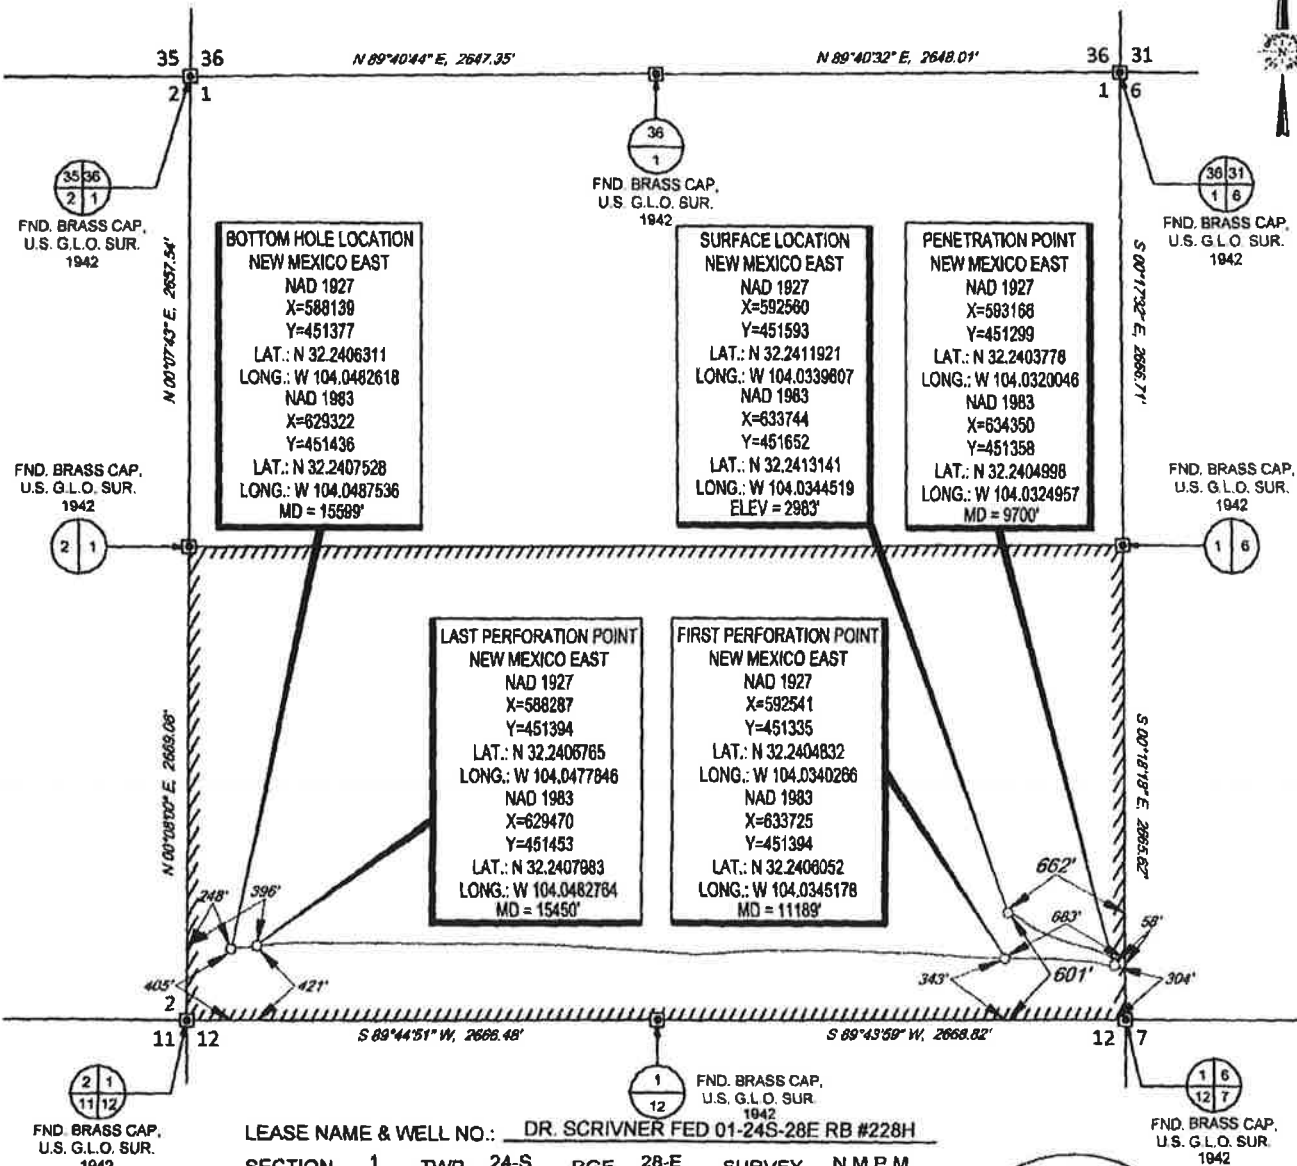 35 36
N 89°40'44" E, 2647.35'
N 89°40'32" E, 2648.01'
36 31
N
2 1
1 6
35 36
2 1
FND. BRASS CAP,
U.S. G.L.O. SUR.
1942
36
1
FND. BRASS CAP,
U.S. G.L.O. SUR.
1942
36 31
1 6
FND. BRASS CAP,
U.S. G.L.O. SUR.
1942
N 00°07'43" E, 2657.54'
BOTTOM HOLE LOCATION
NEW MEXICO EAST
NAD 1927
X=588139
Y=451377
LAT.: N 32.2406311
LONG.: W 104.0482618
NAD 1983
X=629322
Y=451436
LAT.: N 32.2407528
LONG.: W 104.0487536
MD = 15599'
SURFACE LOCATION
NEW MEXICO EAST
NAD 1927
X=592560
Y=451593
LAT.: N 32.2411921
LONG.: W 104.0339607
NAD 1983
X=633744
Y=451652
LAT.: N 32.2413141
LONG.: W 104.0344519
ELEV = 2983'
PENETRATION POINT
NEW MEXICO EAST
NAD 1927
X=593166
Y=451299
LAT.: N 32.2403778
LONG.: W 104.0320046
NAD 1983
X=634350
Y=451358
LAT.: N 32.2404998
LONG.: W 104.0324957
MD = 9700'
S 00°17'32" E, 2666.71'
FND. BRASS CAP,
U.S. G.L.O. SUR.
1942
2 1
FND. BRASS CAP,
U.S. G.L.O. SUR.
1942
1 6
LAST PERFORATION POINT
NEW MEXICO EAST
NAD 1927
X=588287
Y=451394
LAT.: N 32.2406765
LONG.: W 104.0477846
NAD 1983
X=629470
Y=451453
LAT.: N 32.2407983
LONG.: W 104.0482764
MD = 15450'
FIRST PERFORATION POINT
NEW MEXICO EAST
NAD 1927
X=592541
Y=451335
LAT.: N 32.2404832
LONG.: W 104.0340266
NAD 1983
X=633725
Y=451394
LAT.: N 32.2406052
LONG.: W 104.0345178
MD = 11189'
N 00°08'00" E, 2669.08'
S 00°18'18" E, 2665.62'
248'
396'
662'
683'
58'
405'
421'
343'
601'
304'
2
11 12
S 89°44'51" W, 2666.48'
S 89°43'59" W, 2668.82'
12 7
2 1
11 12
FND. BRASS CAP,
U.S. G.L.O. SUR.
1942
1
12
FND. BRASS CAP,
U.S. G.L.O. SUR.
1942
1 6
12 7
FND. BRASS CAP,
U.S. G.L.O. SUR.
1942
LEASE NAME & WELL NO.: DR. SCRIVNER FED 01-24S-28E RB #228H
SECTION 1 TWP 24-S RGE 28-E SURVEY N.M.P.M.